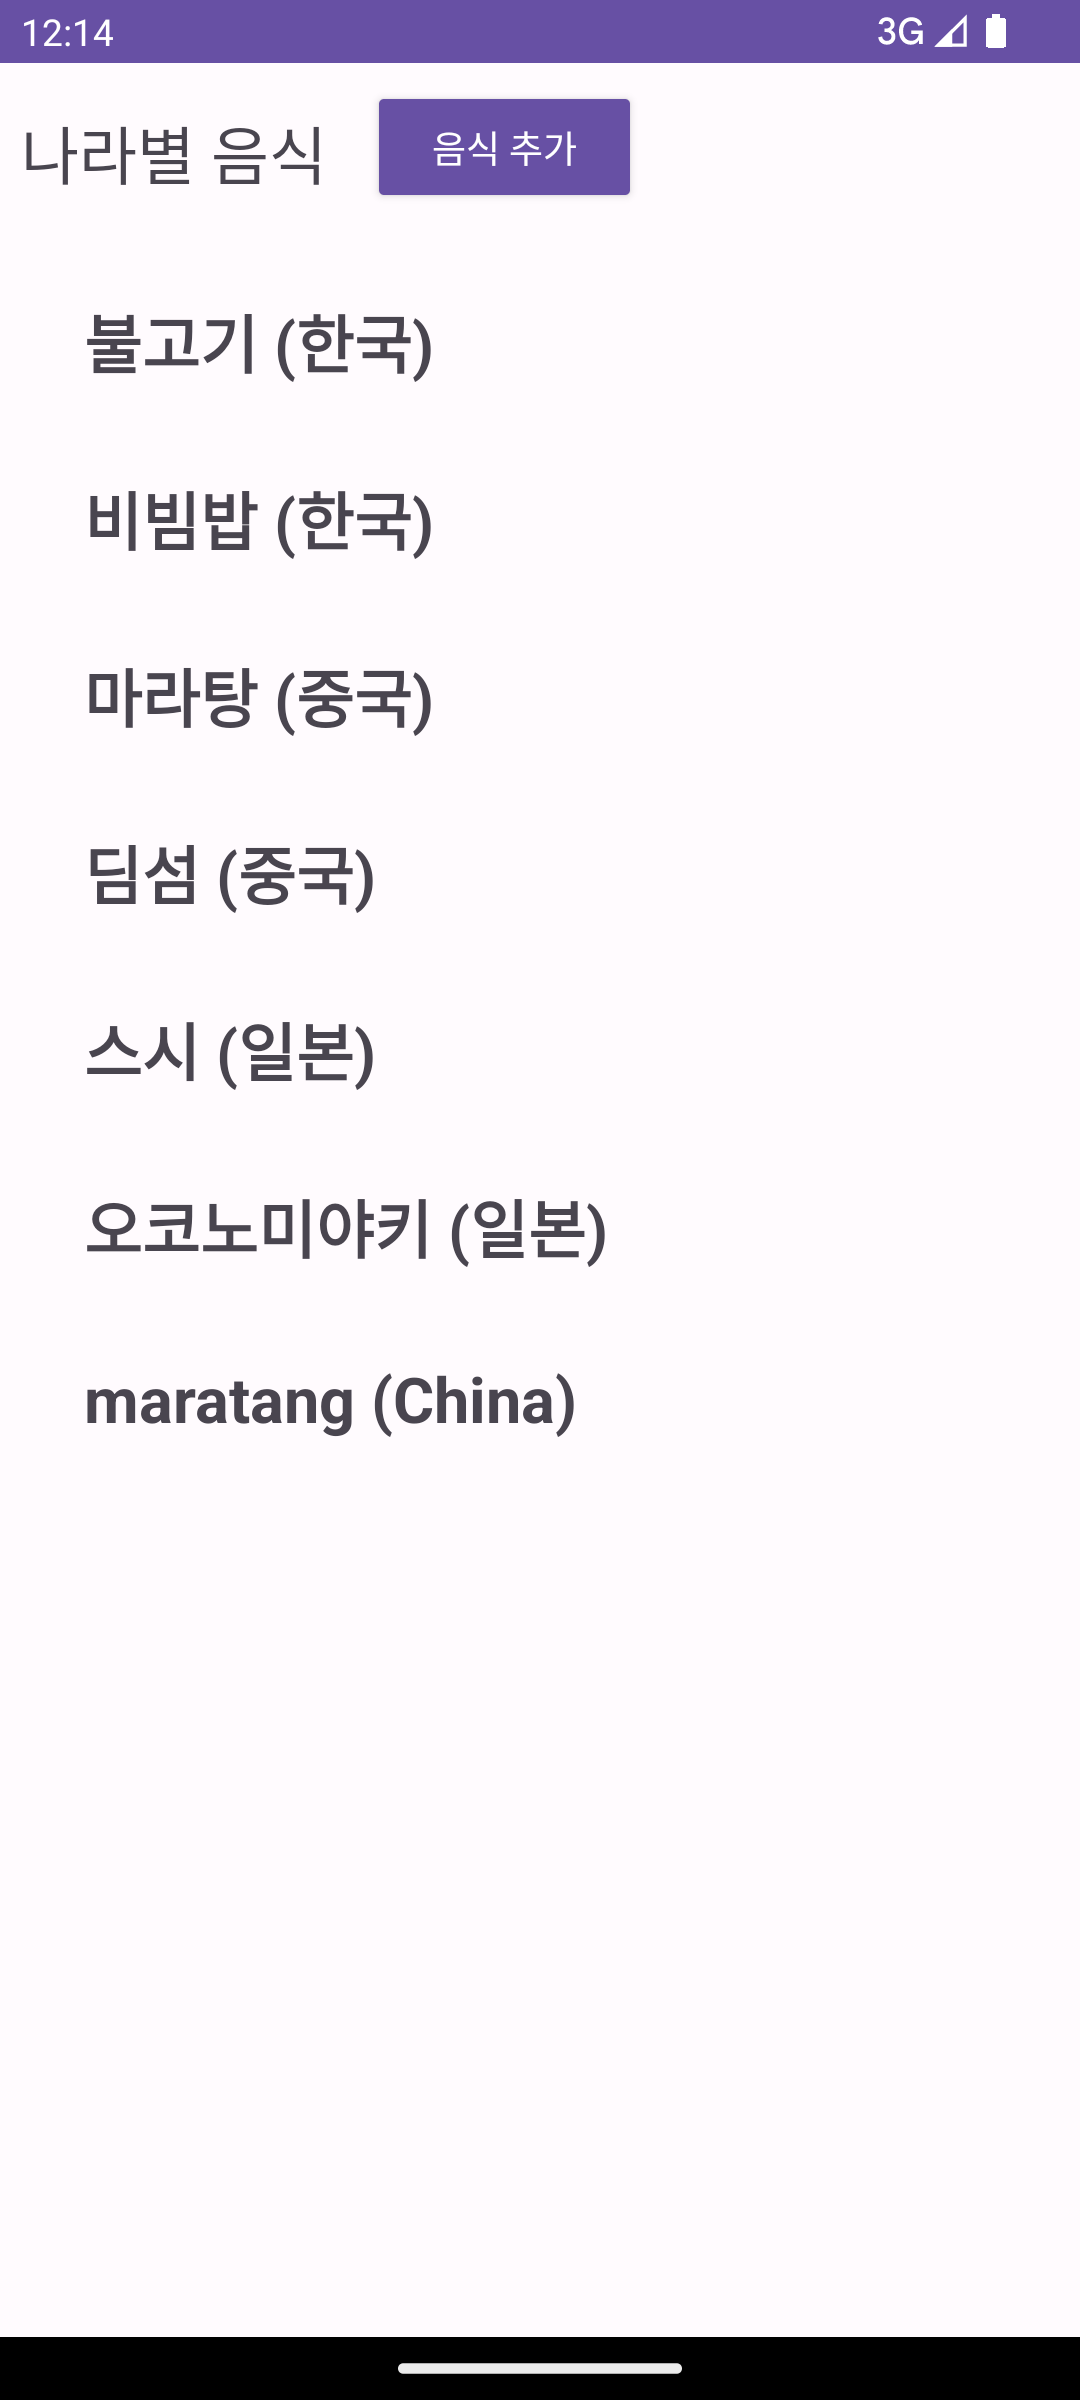 12:14 3G
나라별 음식 음식 추가
불고기 (한국)
비빔밥 (한국)
마라탕 (중국)
딤섬 (중국)
스시 (일본)
오코노미야키 (일본)
maratang (China)